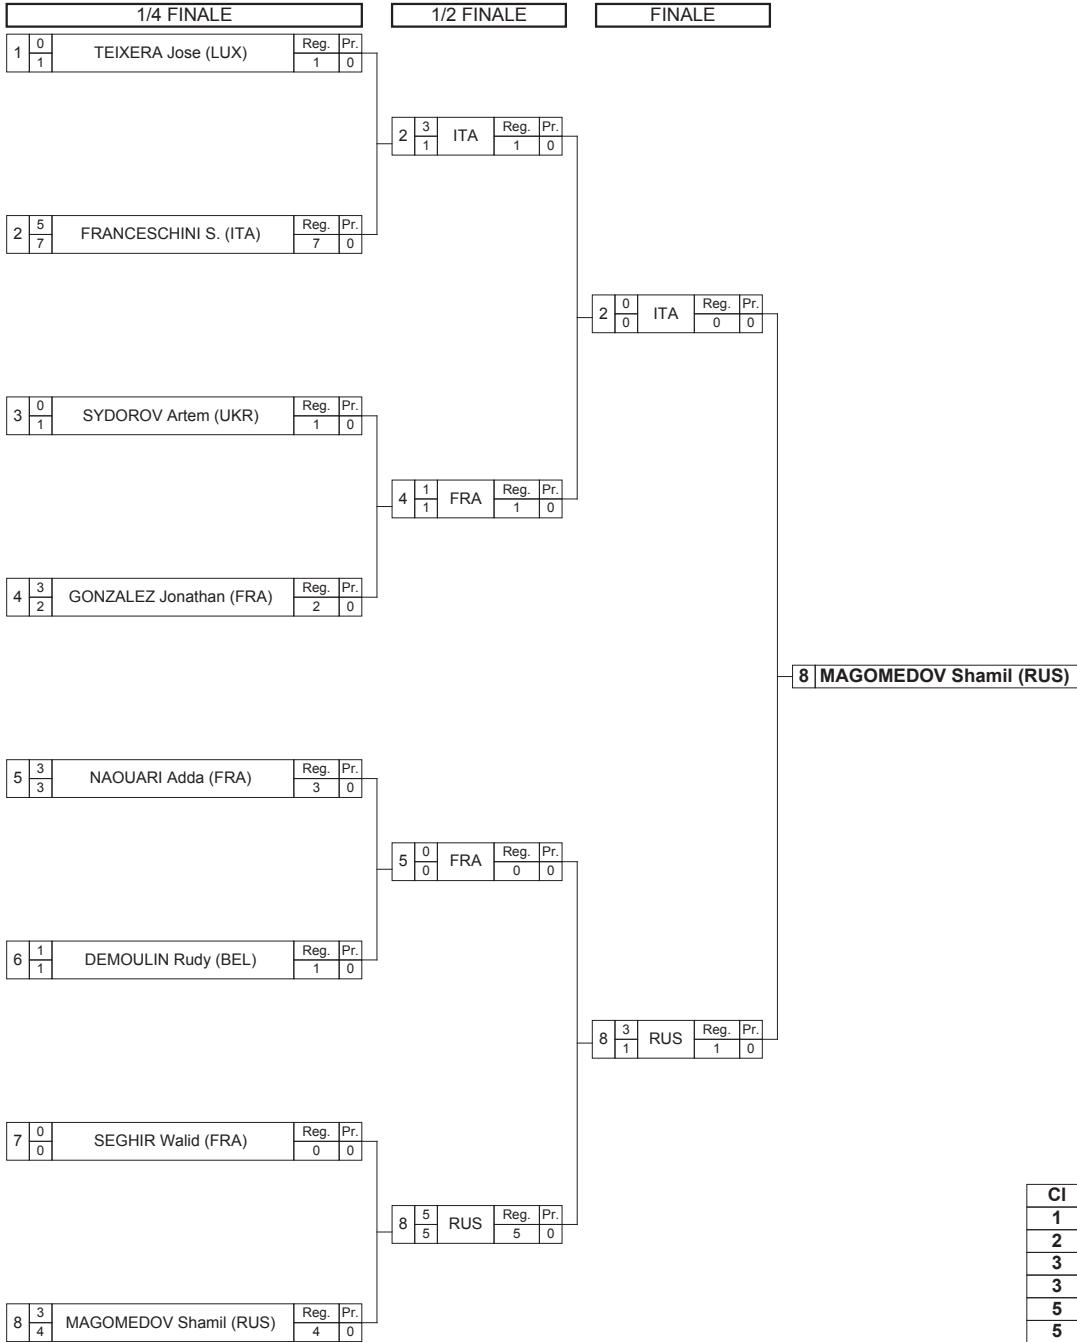 1/4 FINALE 1/2 FINALE FINALE
1 0 1 TEIXERA Jose (LUX) Reg. Pr. 1 0
2 3 1 ITA Reg. Pr. 1 0
2 5 7 FRANCESCHINI S. (ITA) Reg. Pr. 7 0
2 0 0 ITA Reg. Pr. 0 0
3 0 1 SYDOROV Artem (UKR) Reg. Pr. 1 0
4 1 1 FRA Reg. Pr. 1 0
4 3 2 GONZALEZ Jonathan (FRA) Reg. Pr. 2 0
8 MAGOMEDOV Shamil (RUS)
5 3 3 NAOUARI Adda (FRA) Reg. Pr. 3 0
5 0 0 FRA Reg. Pr. 0 0
6 1 1 DEMOULIN Rudy (BEL) Reg. Pr. 1 0
8 3 1 RUS Reg. Pr. 1 0
7 0 0 SEGHIR Walid (FRA) Reg. Pr. 0 0
8 5 5 RUS Reg. Pr. 5 0
8 3 4 MAGOMEDOV Shamil (RUS) Reg. Pr. 4 0
Cl
1
2
3
3
5
5